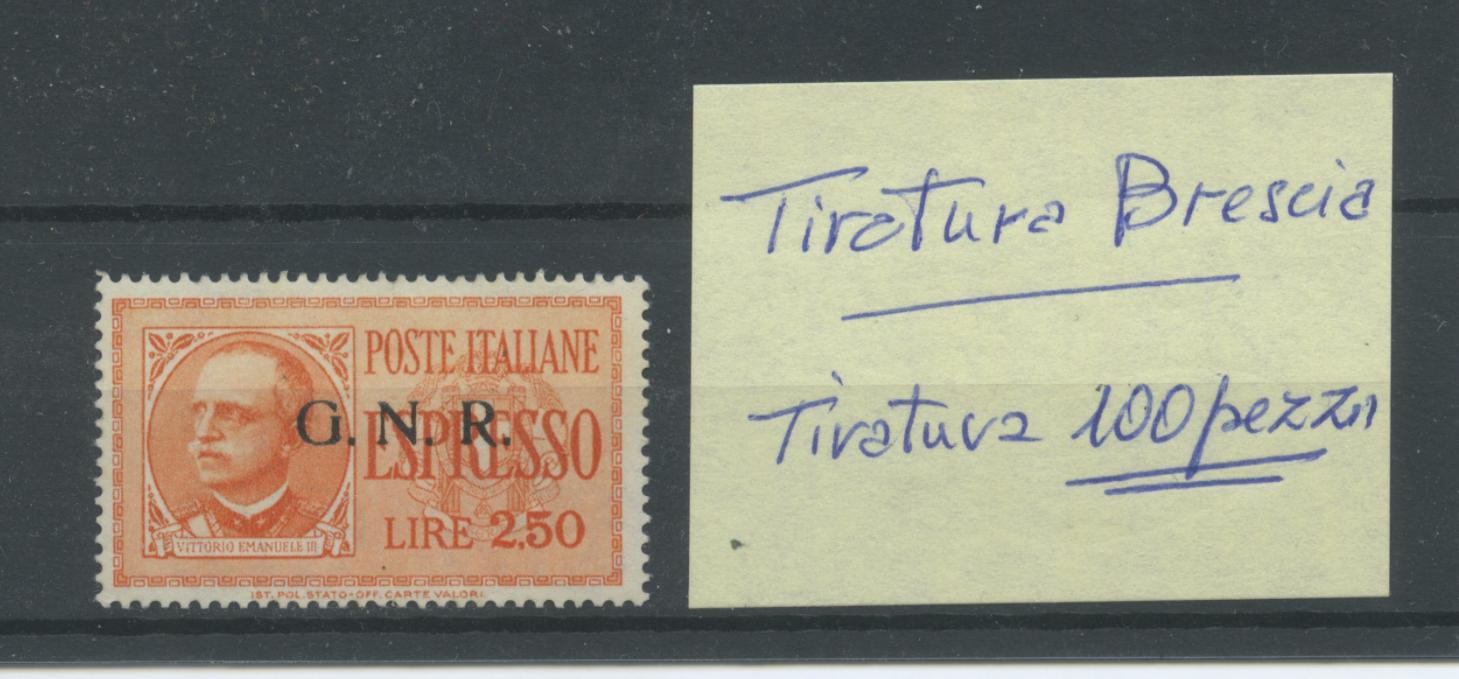 POSTE ITALIANE
G. N. R.
ESPRESSO
LIRE 2,50
VITTORIO EMANUELE III
IST. POL. STATO-OFF. CARTE VALORI
Tiratura Brescia
Tiratura 100 pezzi